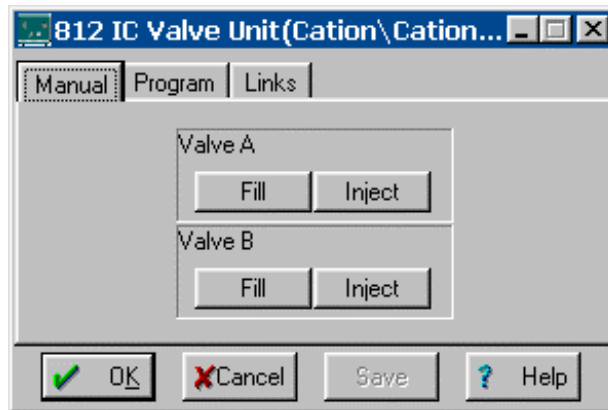 812 IC Valve Unit(Cation\Cation...
Manual Program Links
Valve A
Fill Inject
Valve B
Fill Inject
OK Cancel Save ? Help